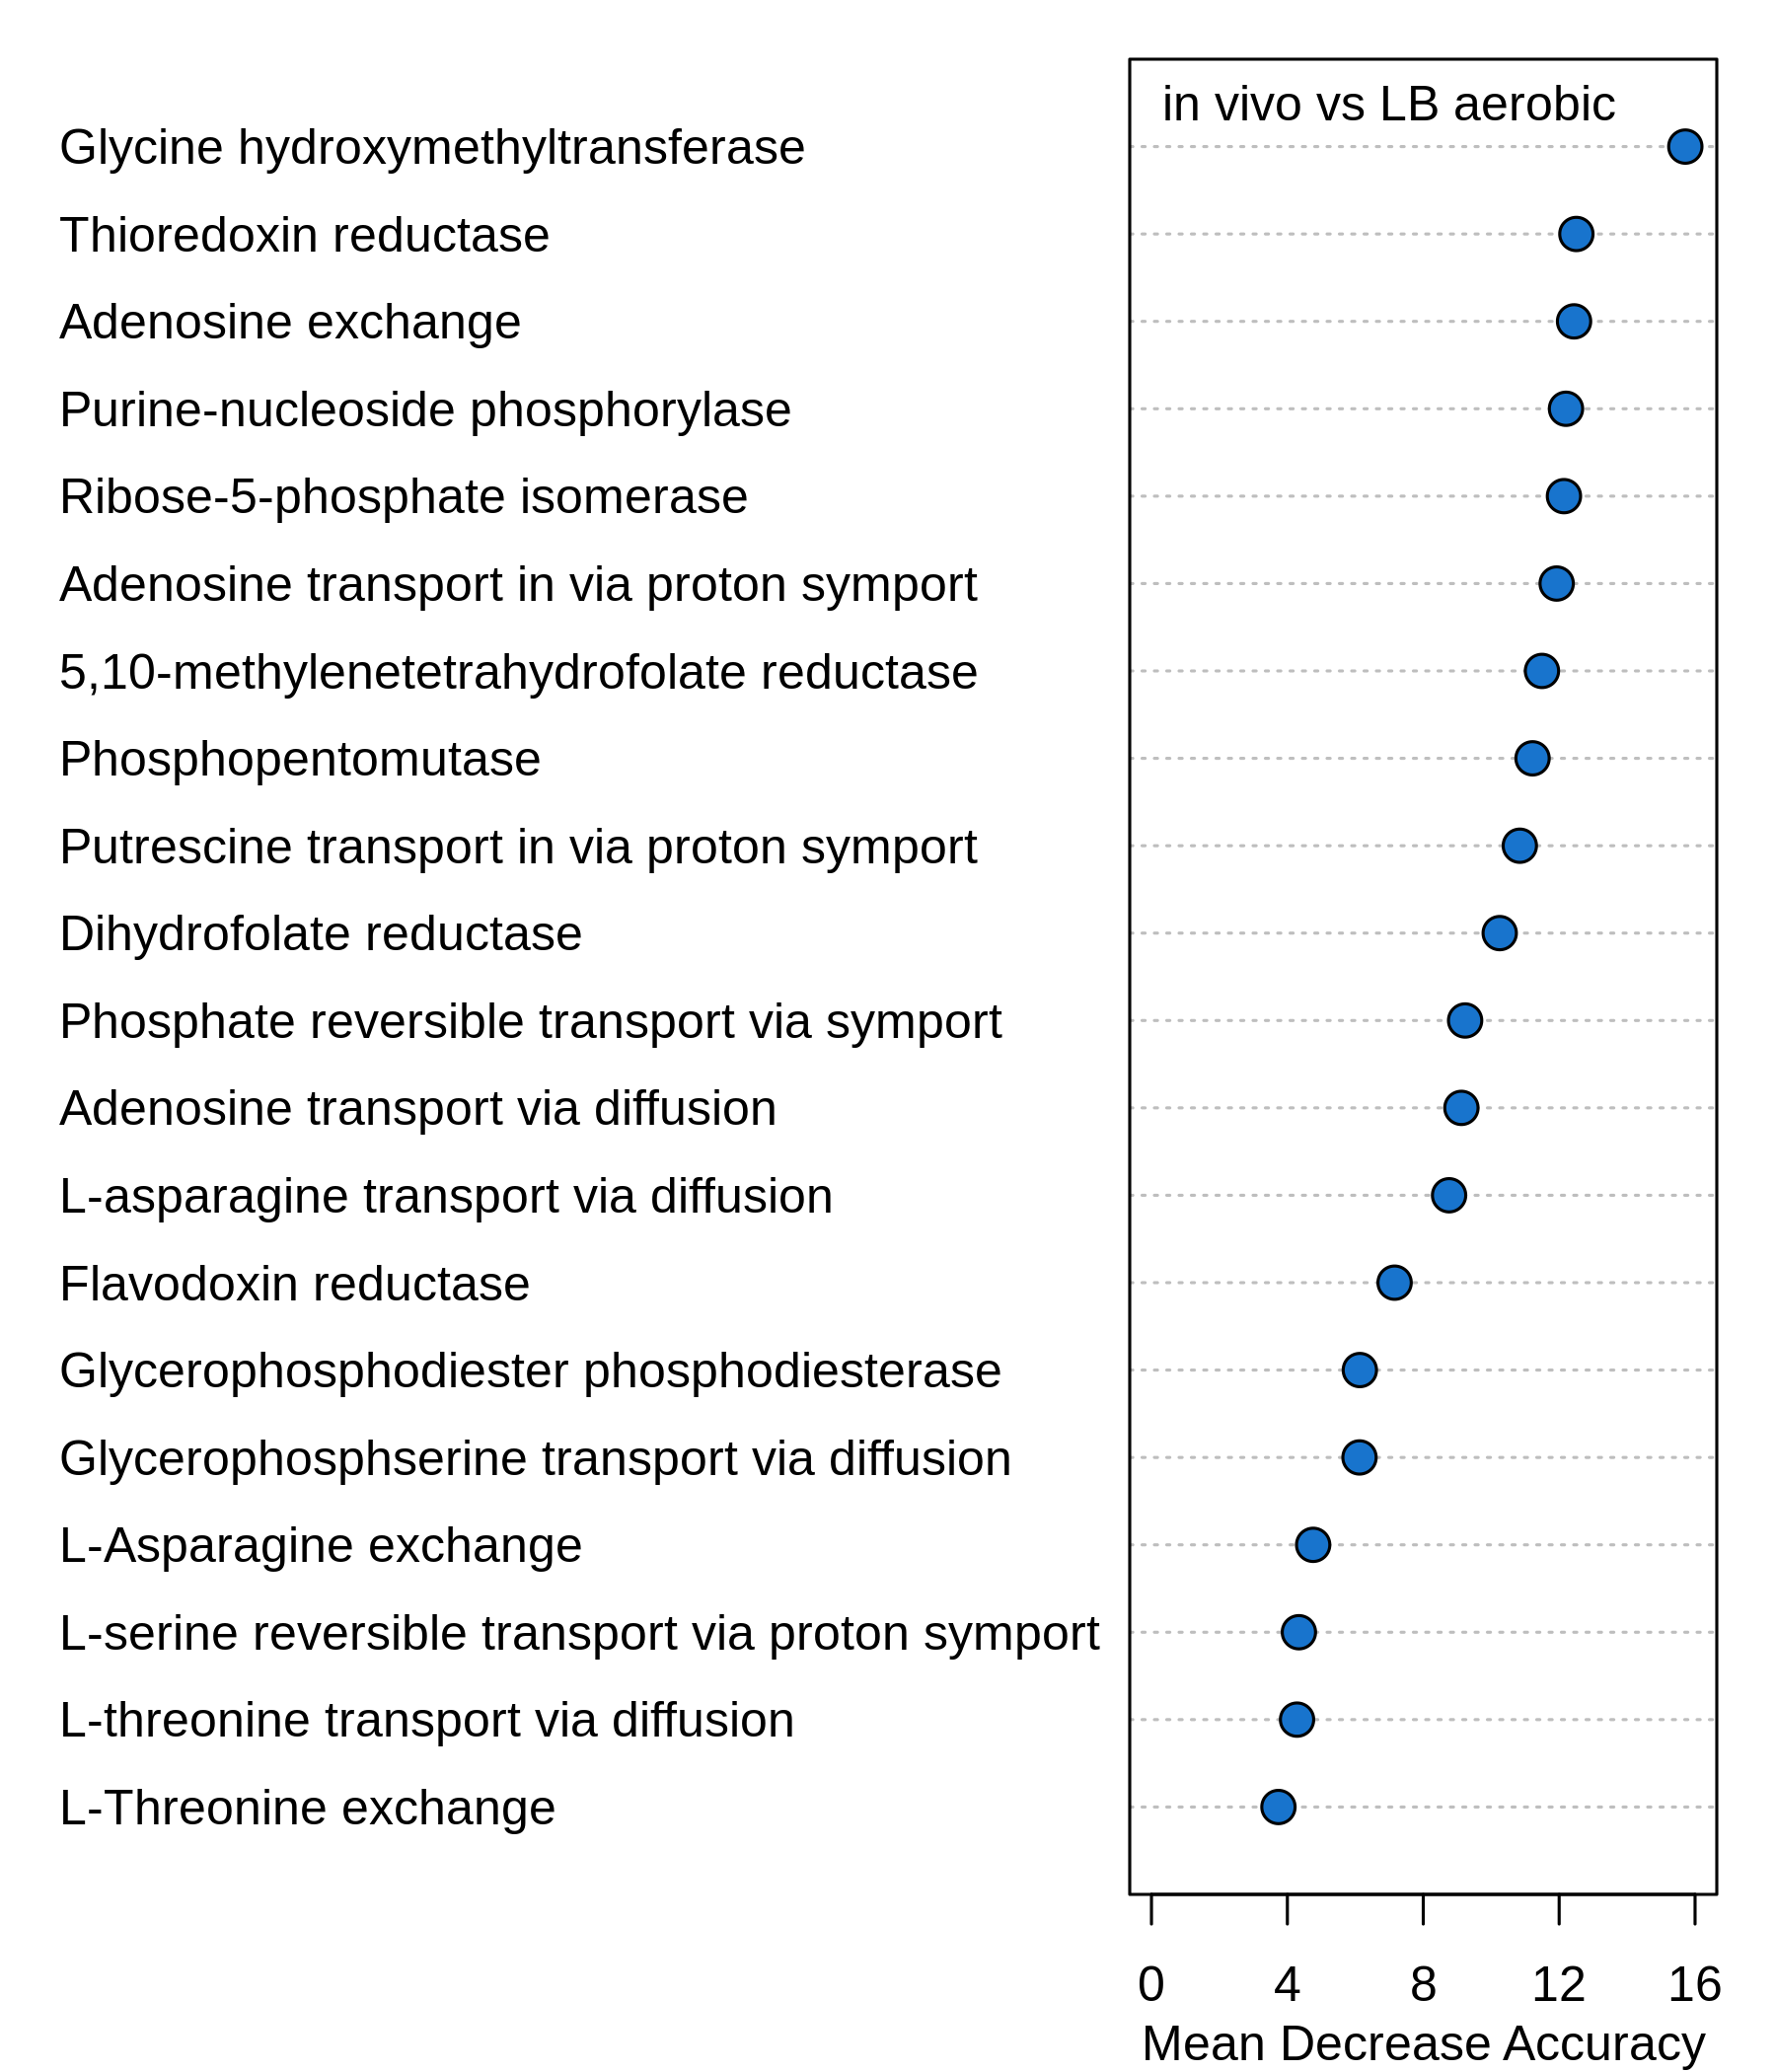 in vivo vs LB aerobic
Glycine hydroxymethyltransferase
Thioredoxin reductase
Adenosine exchange
Purine-nucleoside phosphorylase
Ribose-5-phosphate isomerase
Adenosine transport in via proton symport
5,10-methylenetetrahydrofolate reductase
Phosphopentomutase
Putrescine transport in via proton symport
Dihydrofolate reductase
Phosphate reversible transport via symport
Adenosine transport via diffusion
L-asparagine transport via diffusion
Flavodoxin reductase
Glycerophosphodiester phosphodiesterase
Glycerophosphserine transport via diffusion
L-Asparagine exchange
L-serine reversible transport via proton symport
L-threonine transport via diffusion
L-Threonine exchange
0 4 8 12 16
Mean Decrease Accuracy